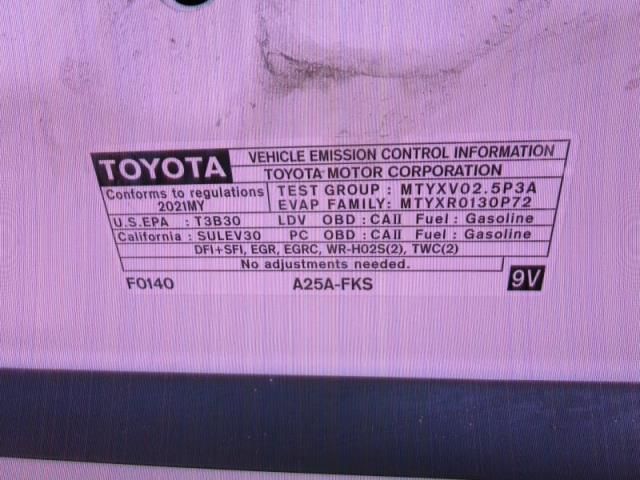 TOYOTA VEHICLE EMISSION CONTROL INFORMATION
TOYOTA MOTOR CORPORATION
Conforms to regulations TEST GROUP : MTYXV02.5P3A
2021MY EVAP FAMILY: MTYXR0130P72
U.S.EPA : T3B30 LDV OBD : CAII Fuel : Gasoline
California : SULEV30 PC OBD : CAII Fuel : Gasoline
DFI+SFI, EGR, EGRC, WR-HO2S(2), TWC(2)
No adjustments needed.
F0140 A25A-FKS 9V